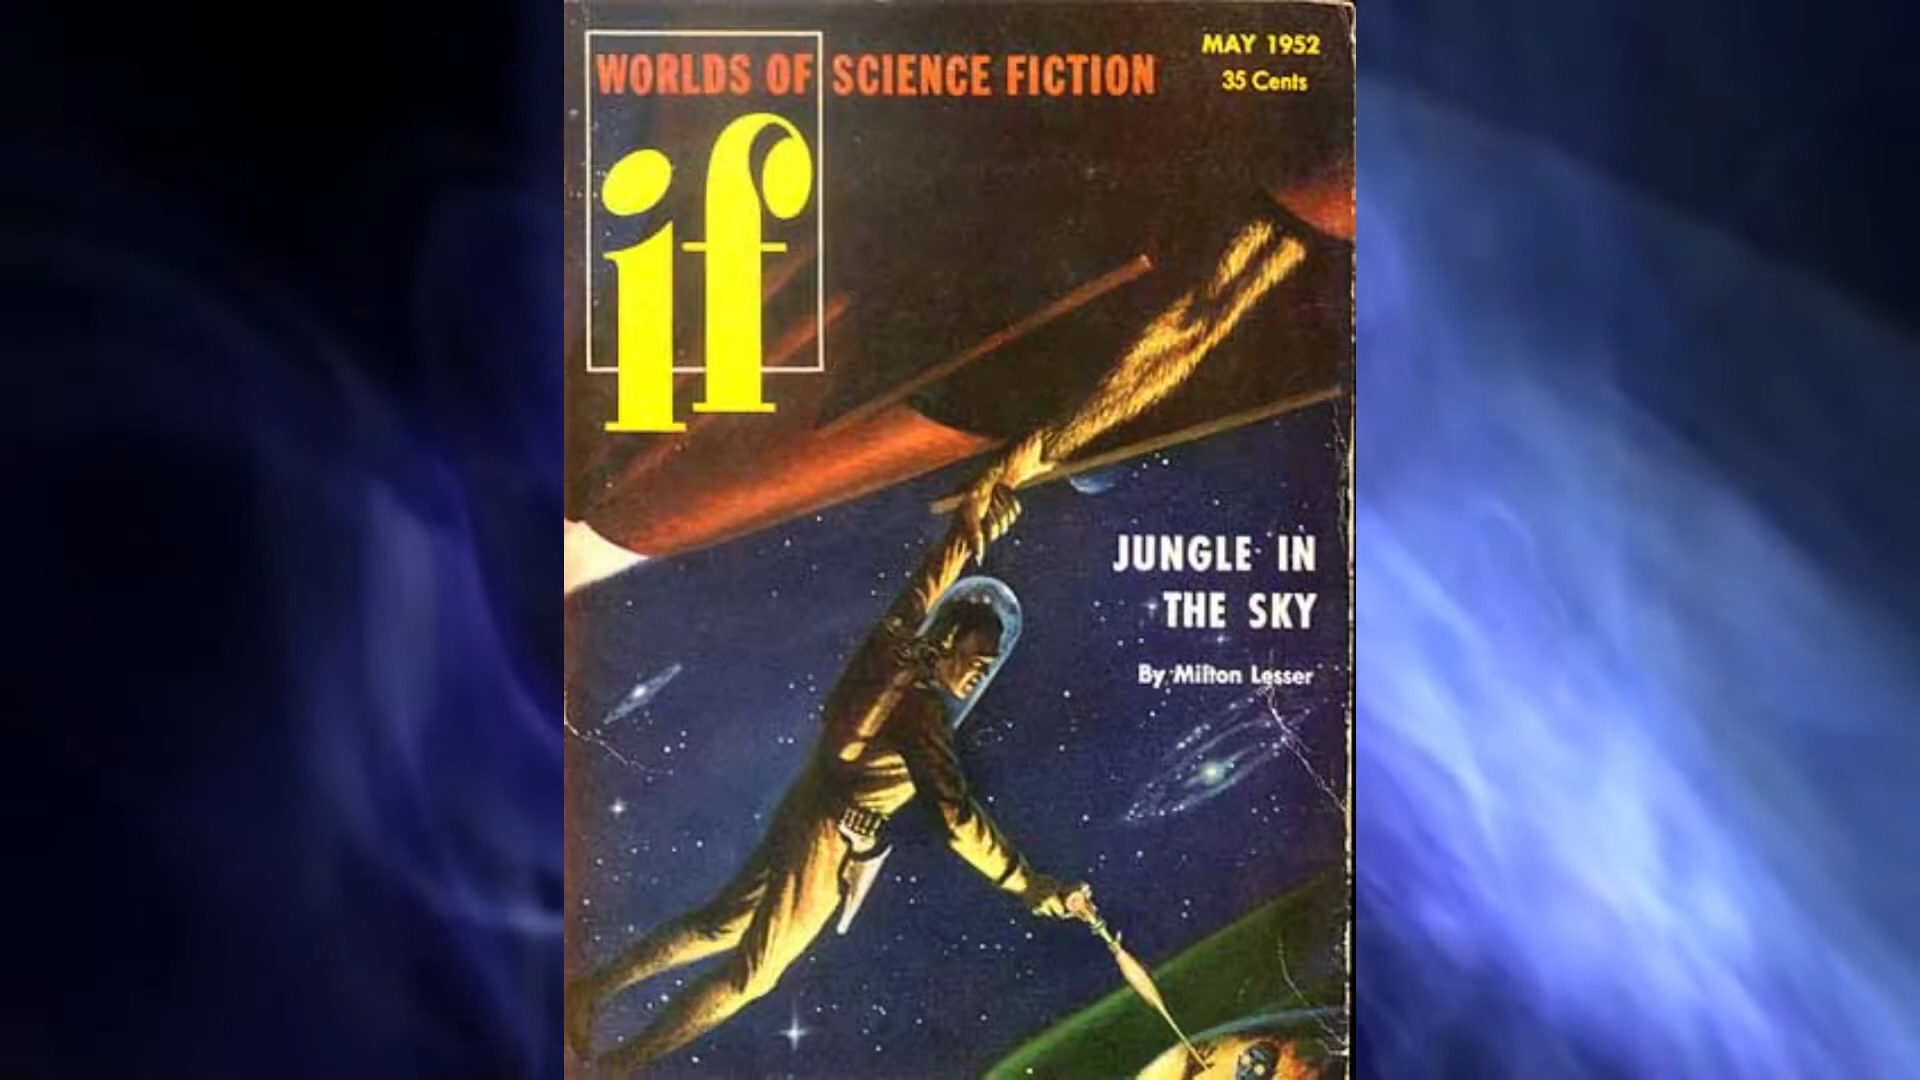 WORLDS OF SCIENCE FICTION
if
MAY 1952
35 Cents
JUNGLE IN
THE SKY
By Milton Lesser